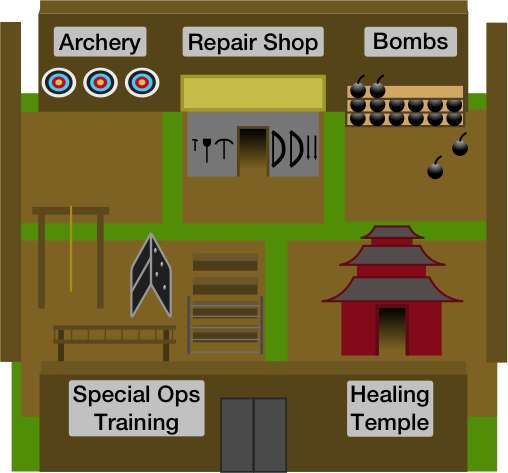 Archery
Repair Shop
Bombs
Special Ops
Training
Healing
Temple